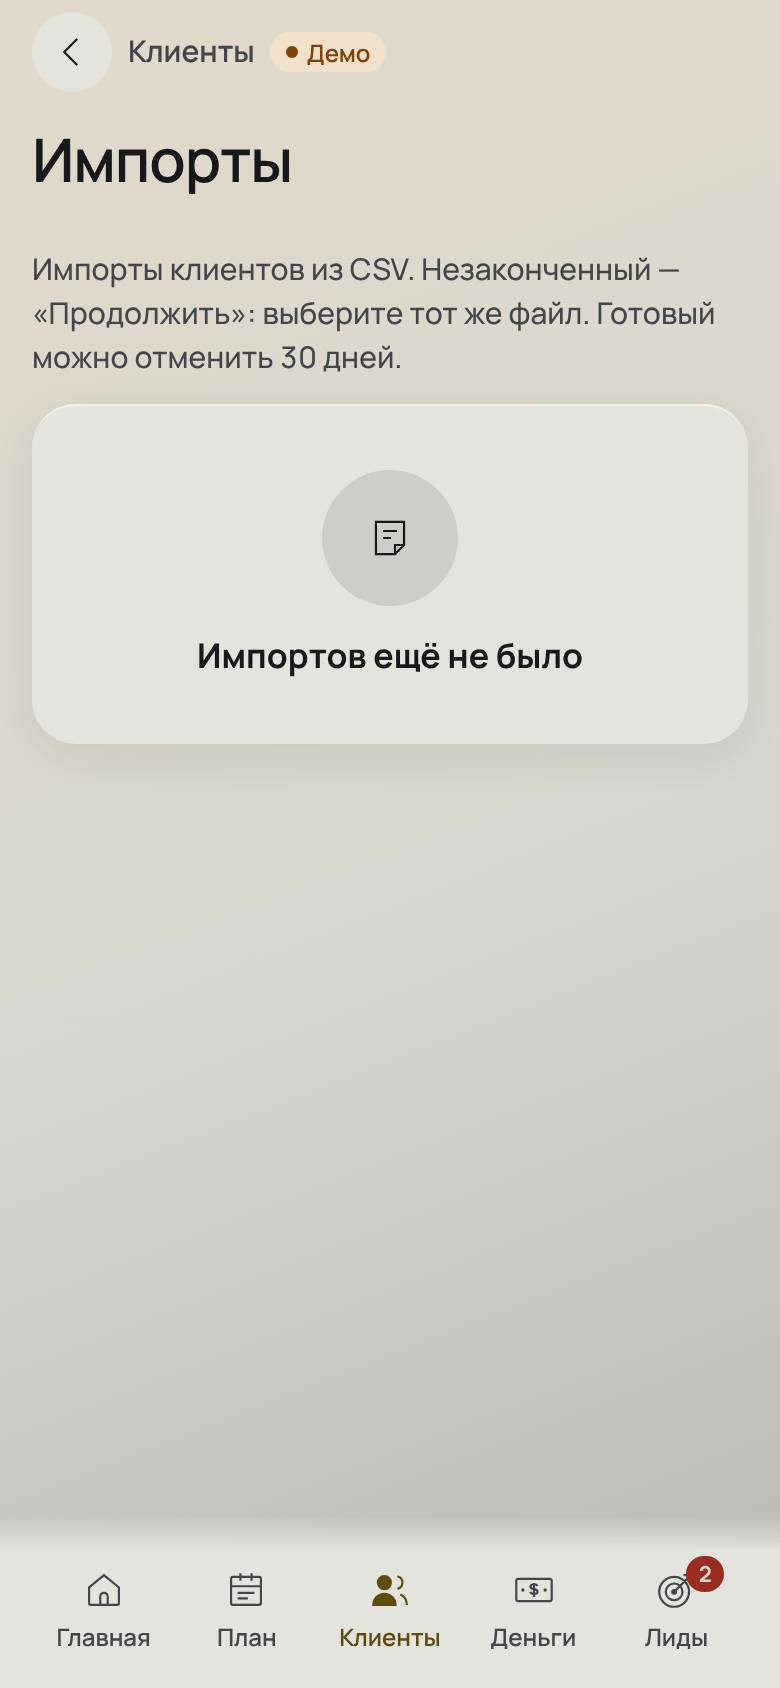 Клиенты
Демо
Импорты
Импорты клиентов из CSV. Незаконченный —
«Продолжить»: выберите тот же файл. Готовый
можно отменить 30 дней.
Импортов ещё не было
2
Главная
План
Клиенты
Деньги
Лиды